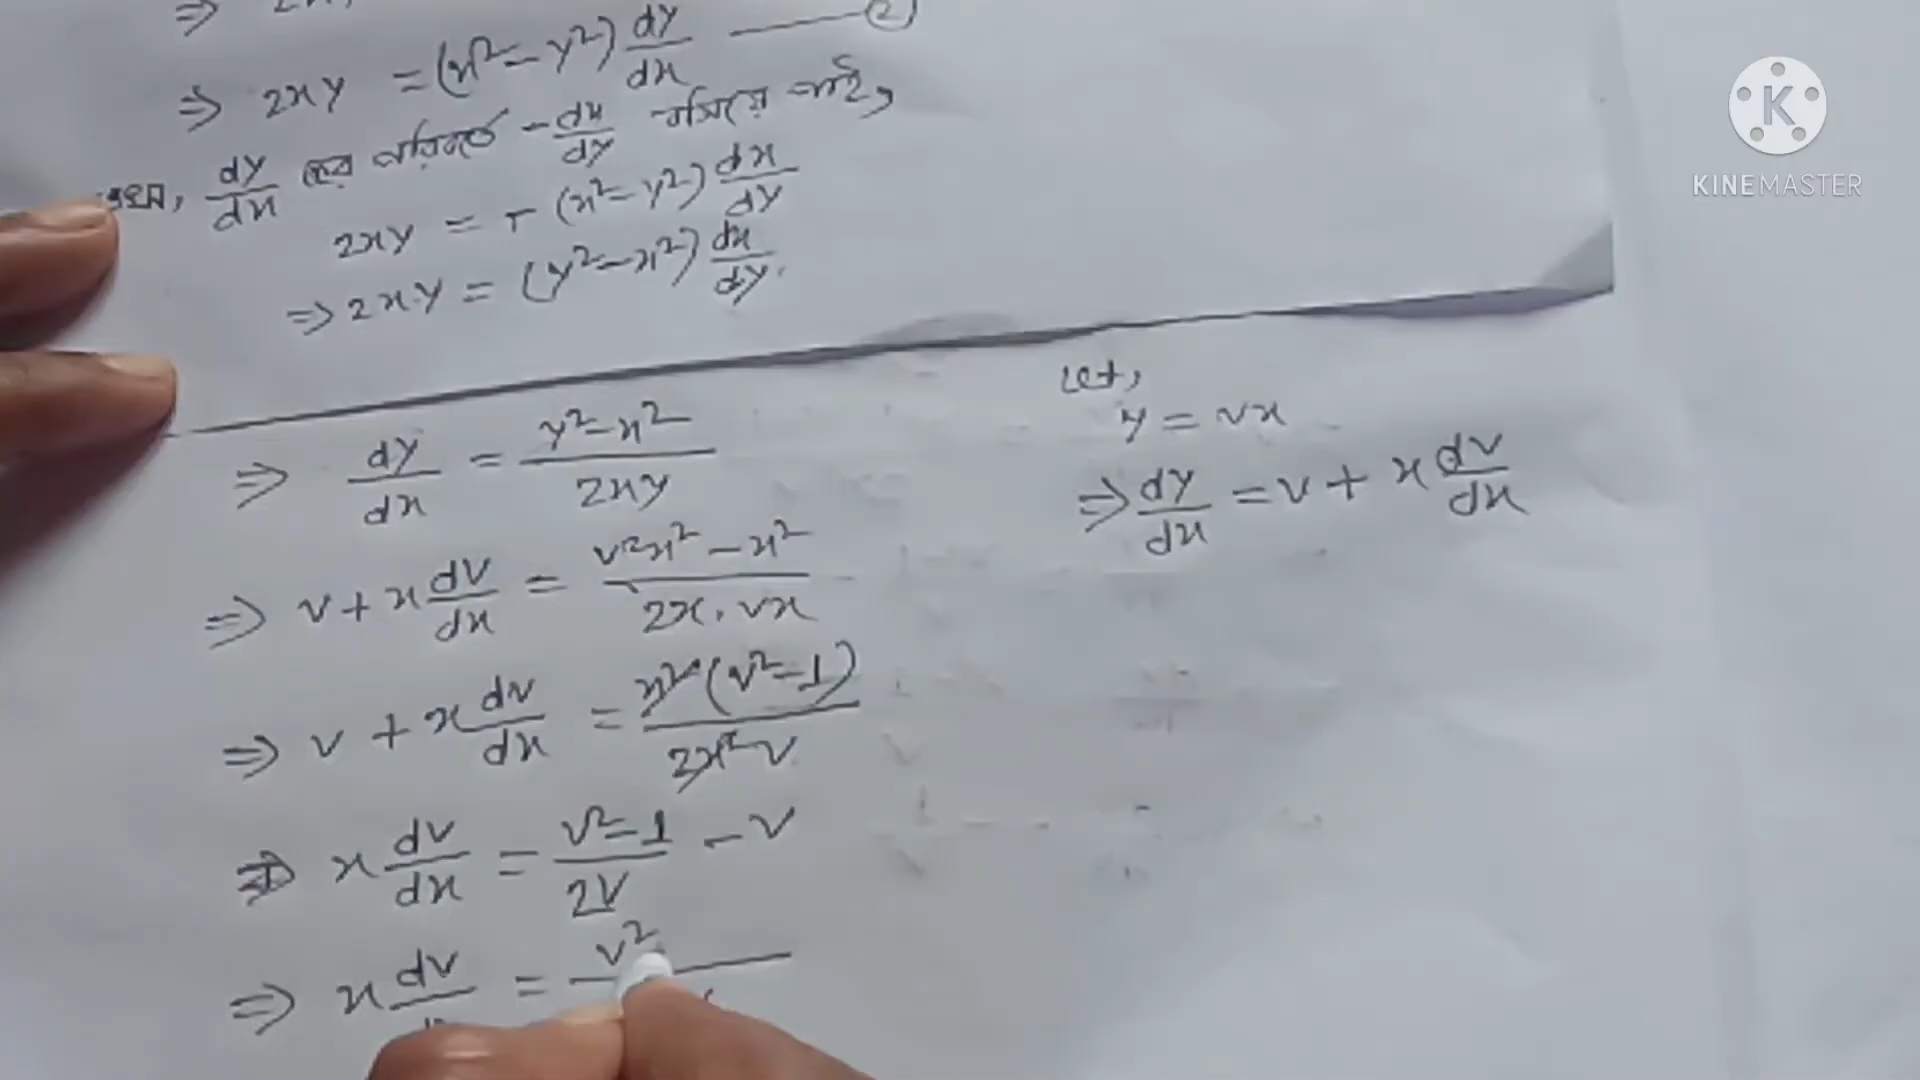 ⇒ 2xy = (x²-y²) dy/dx —— (2)
এখন, dy/dx এর পরিবর্তে -dx/dy বসিয়ে পাই,
2xy = - (x²-y²) dx/dy
⇒ 2xy = (y²-x²) dx/dy.
⇒ dy/dx = y²-x² / 2xy
⇒ v + x dv/dx = v²x² - x² / 2x.vx
⇒ v + x dv/dx = x²(v²-1) / 2x²v
⇒ x dv/dx = v²-1 / 2v - v
⇒ x dv/ = v²
Let,
y = vx
⇒ dy/dx = v + x dv/dx
K
KINEMASTER